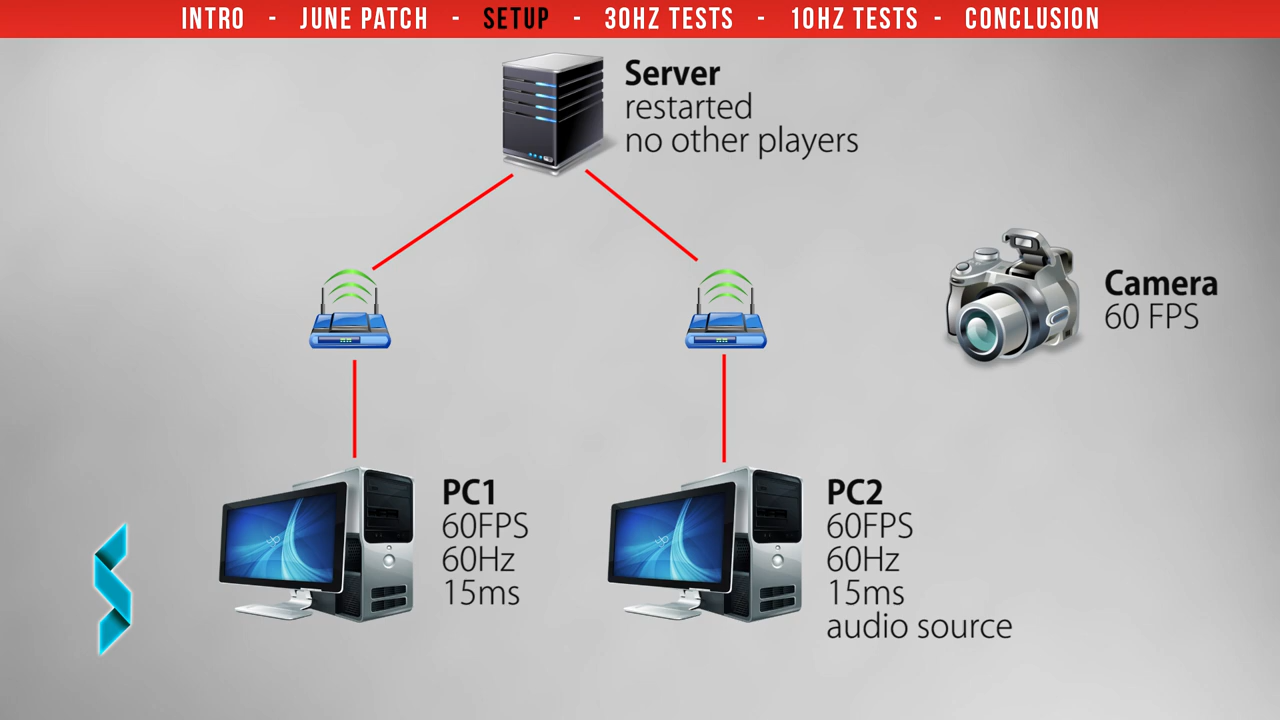 INTRO - JUNE PATCH - SETUP - 30HZ TESTS - 10HZ TESTS - CONCLUSION
Server
restarted
no other players
Camera
60 FPS
PC1
60FPS
60Hz
15ms
PC2
60FPS
60Hz
15ms
audio source